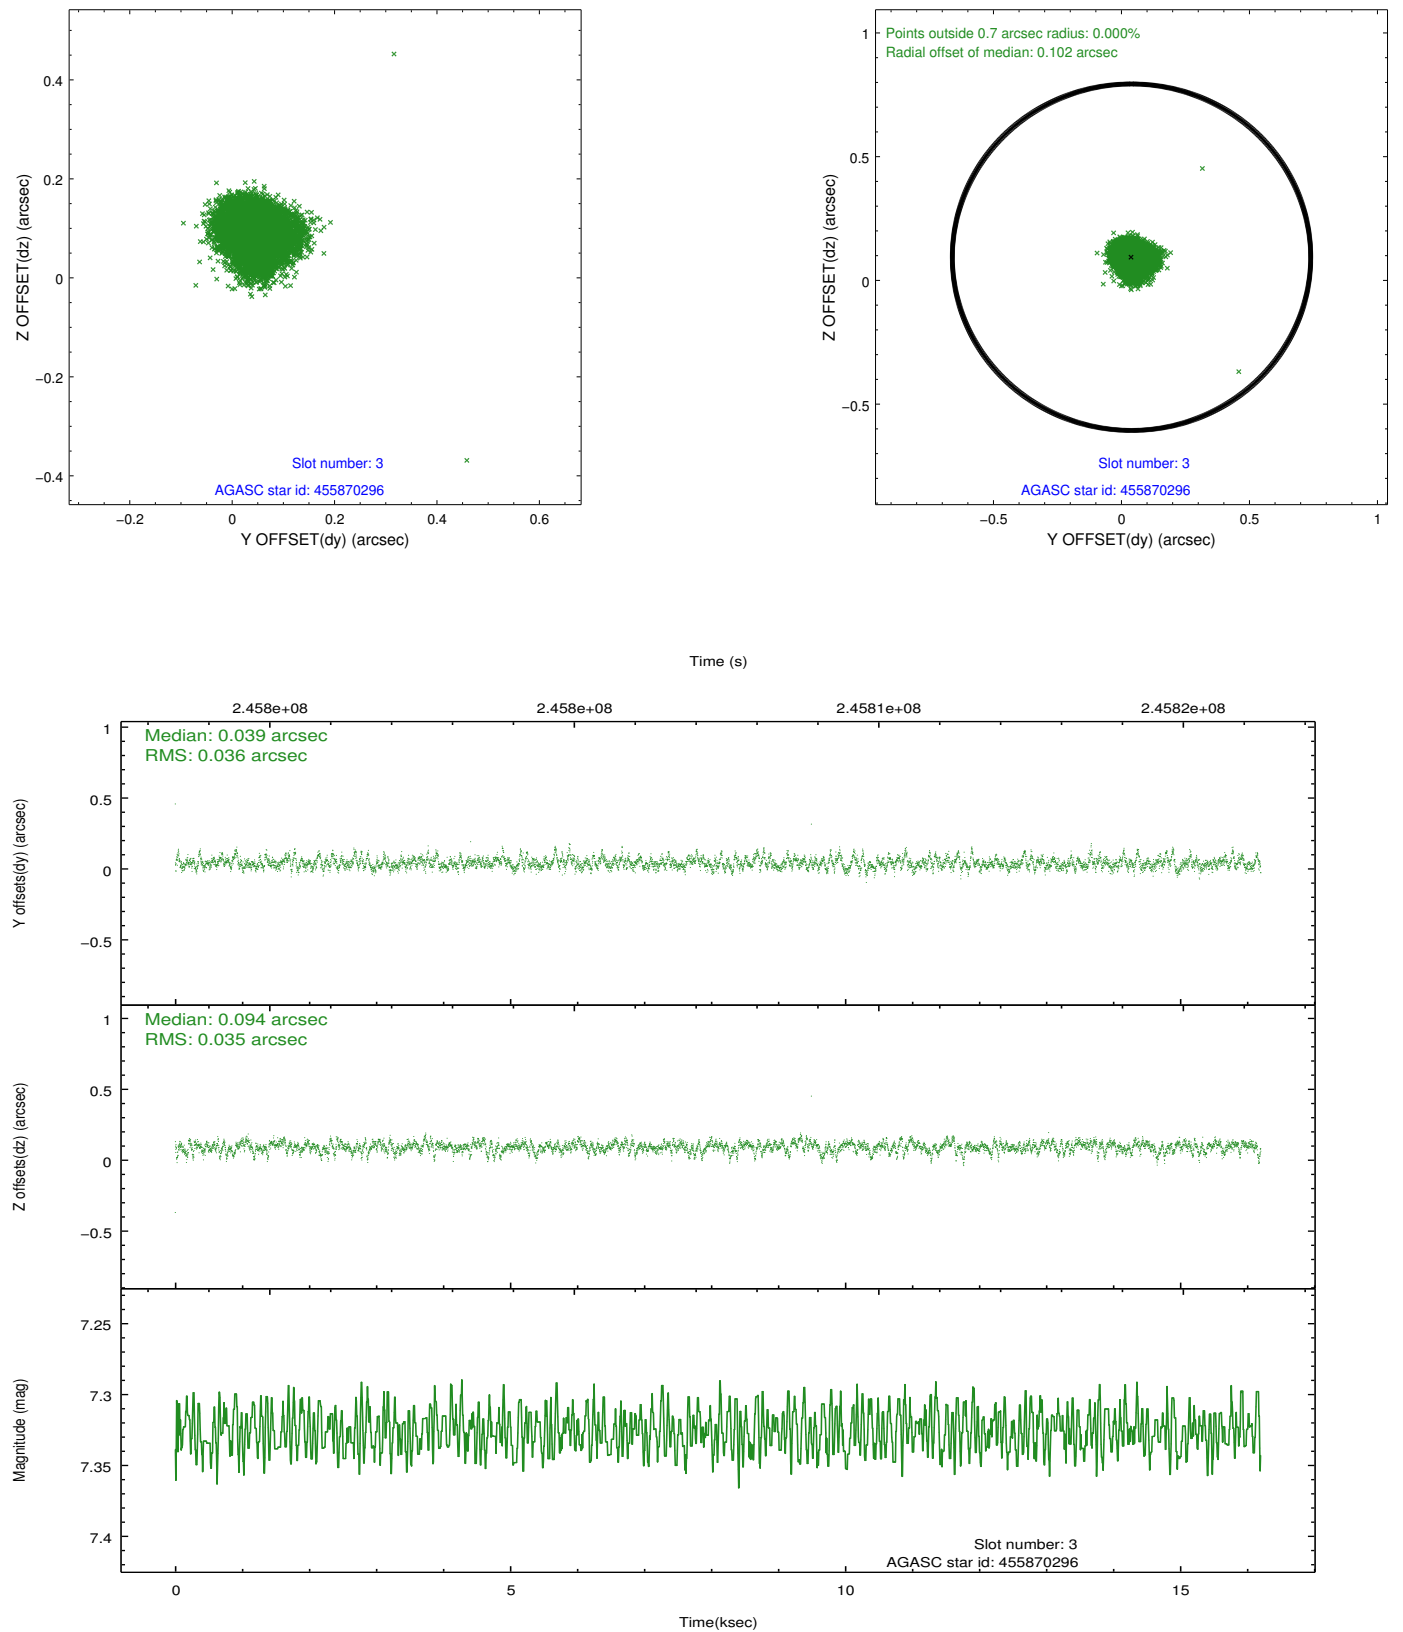 0.4
0.2
0
−0.2
−0.4
Z OFFSET(dz) (arcsec)
Slot number: 3
AGASC star id: 455870296
−0.2 0 0.2 0.4 0.6
Y OFFSET(dy) (arcsec)
Points outside 0.7 arcsec radius: 0.000%
Radial offset of median: 0.102 arcsec
1
0.5
0
−0.5
Z OFFSET(dz) (arcsec)
Slot number: 3
AGASC star id: 455870296
−0.5 0 0.5 1
Y OFFSET(dy) (arcsec)
Time (s)
2.458e+08 2.458e+08 2.4581e+08 2.4582e+08
Median: 0.039 arcsec
RMS: 0.036 arcsec
1
0.5
0
−0.5
Y offsets(dy) (arcsec)
Median: 0.094 arcsec
RMS: 0.035 arcsec
1
0.5
0
−0.5
Z offsets(dz) (arcsec)
7.25
7.3
7.35
7.4
Magnitude (mag)
Slot number: 3
AGASC star id: 455870296
0 5 10 15
Time(ksec)